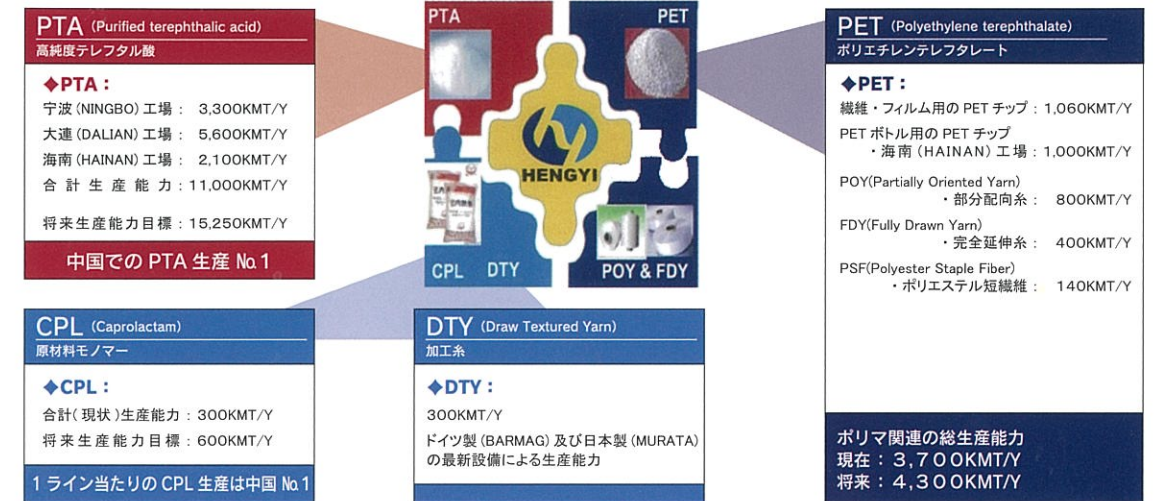 PTA (Purified terephthalic acid)
高純度テレフタル酸
◆PTA：
宁波(NINGBO)工場： 3,300KMT/Y
大連(DALIAN)工場： 5,600KMT/Y
海南(HAINAN)工場： 2,100KMT/Y
合計生産能力：11,000KMT/Y
将来生産能力目標：15,250KMT/Y
中国での PTA 生産 №1
PTA
PET
hy
HENGYI
CPL DTY
POY & FDY
PET (Polyethylene terephthalate)
ポリエチレンテレフタレート
◆PET：
繊維・フィルム用の PET チップ：1,060KMT/Y
PET ボトル用の PET チップ
・海南(HAINAN)工場：1,000KMT/Y
POY(Partially Oriented Yarn)
・部分配向糸： 800KMT/Y
FDY(Fully Drawn Yarn)
・完全延伸糸： 400KMT/Y
PSF(Polyester Staple Fiber)
・ポリエステル短繊維： 140KMT/Y
ポリマ関連の総生産能力
現在：3,700KMT/Y
将来：4,300KMT/Y
CPL (Caprolactam)
原材料モノマー
◆CPL：
合計(現状)生産能力：300KMT/Y
将来生産能力目標：600KMT/Y
1 ライン当たりの CPL 生産は中国 №1
DTY (Draw Textured Yarn)
加工糸
◆DTY：
300KMT/Y
ドイツ製(BARMAG)及び日本製(MURATA)
の最新設備による生産能力